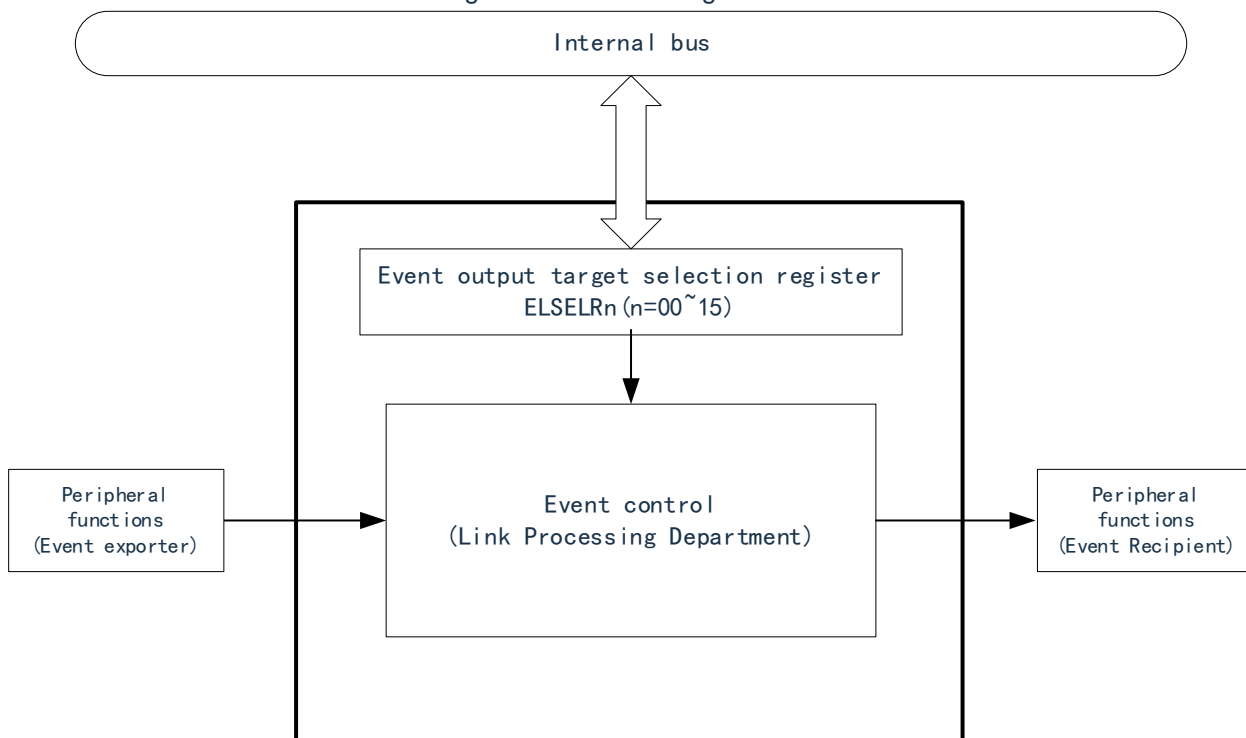 Internal bus
Event output target selection register
ELSELRn(n=00~15)
Event control
(Link Processing Department)
Peripheral
functions
(Event exporter)
Peripheral
functions
(Event Recipient)